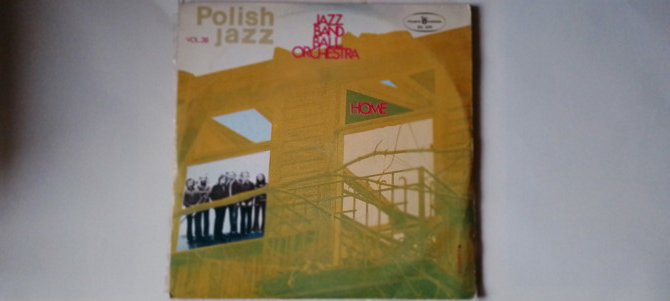 Polish
jazz
VOL. 38
JAZZ
BAND
BALL
ORCHESTRA
HOME